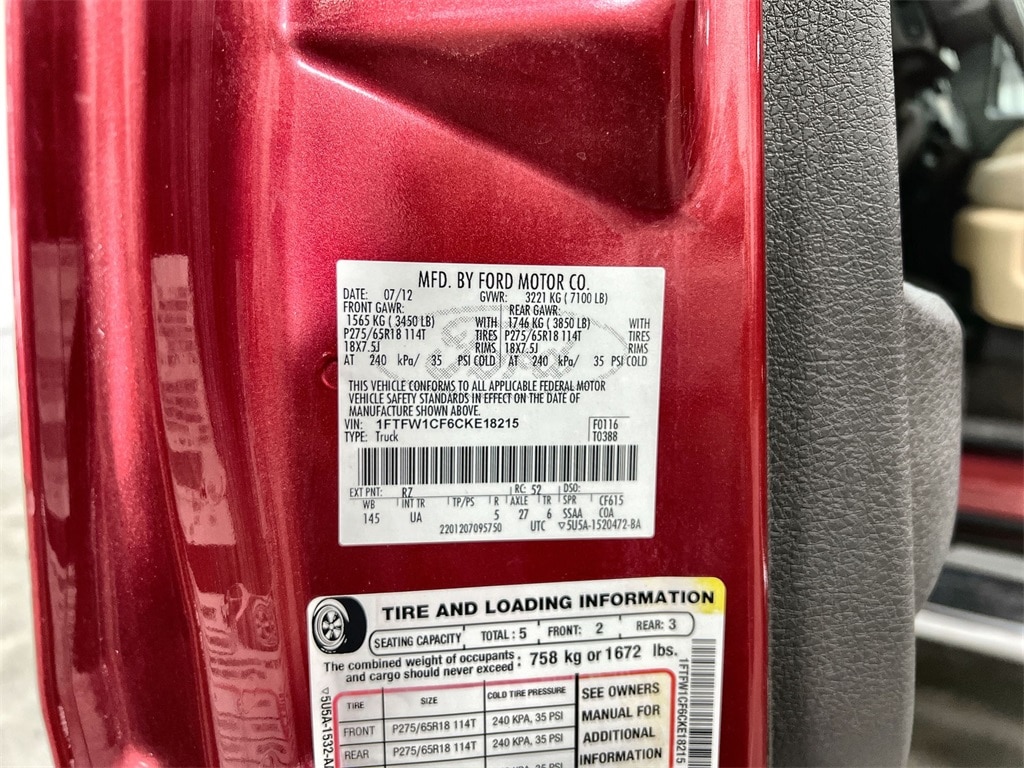 MFD. BY FORD MOTOR CO.
DATE: 07/12 GVWR: 3221 KG ( 7100 LB)
FRONT GAWR: REAR GAWR:
1565 KG ( 3450 LB) WITH 1746 KG ( 3850 LB) WITH
P275/65R18 114T TIRES P275/65R18 114T TIRES
18X7.5J RIMS 18X7.5J RIMS
AT 240 kPa/ 35 PSI COLD AT 240 kPa/ 35 PSI COLD
Ford
THIS VEHICLE CONFORMS TO ALL APPLICABLE FEDERAL MOTOR
VEHICLE SAFETY STANDARDS IN EFFECT ON THE DATE OF
MANUFACTURE SHOWN ABOVE.
VIN: 1FTFW1CF6CKE18215 F0116
TYPE: Truck T0388
EXT PNT: RZ RC: 52 DSO:
WB INT TR TP/PS R AXLE TR SPR CF615
145 UA 5 27 6 SSAA COA
2201207095750 UTC ▽5U5A-1520472-BA
TIRE AND LOADING INFORMATION
SEATING CAPACITY TOTAL: 5 FRONT: 2 REAR: 3
The combined weight of occupants and cargo should never exceed : 758 kg or 1672 lbs.
TIRE SIZE COLD TIRE PRESSURE
FRONT P275/65R18 114T 240 KPA, 35 PSI
REAR P275/65R18 114T 240 KPA, 35 PSI
SEE OWNERS
MANUAL FOR
ADDITIONAL
INFORMATION
1FTFW1CF6CKE18215
▽5U5A-1532-A